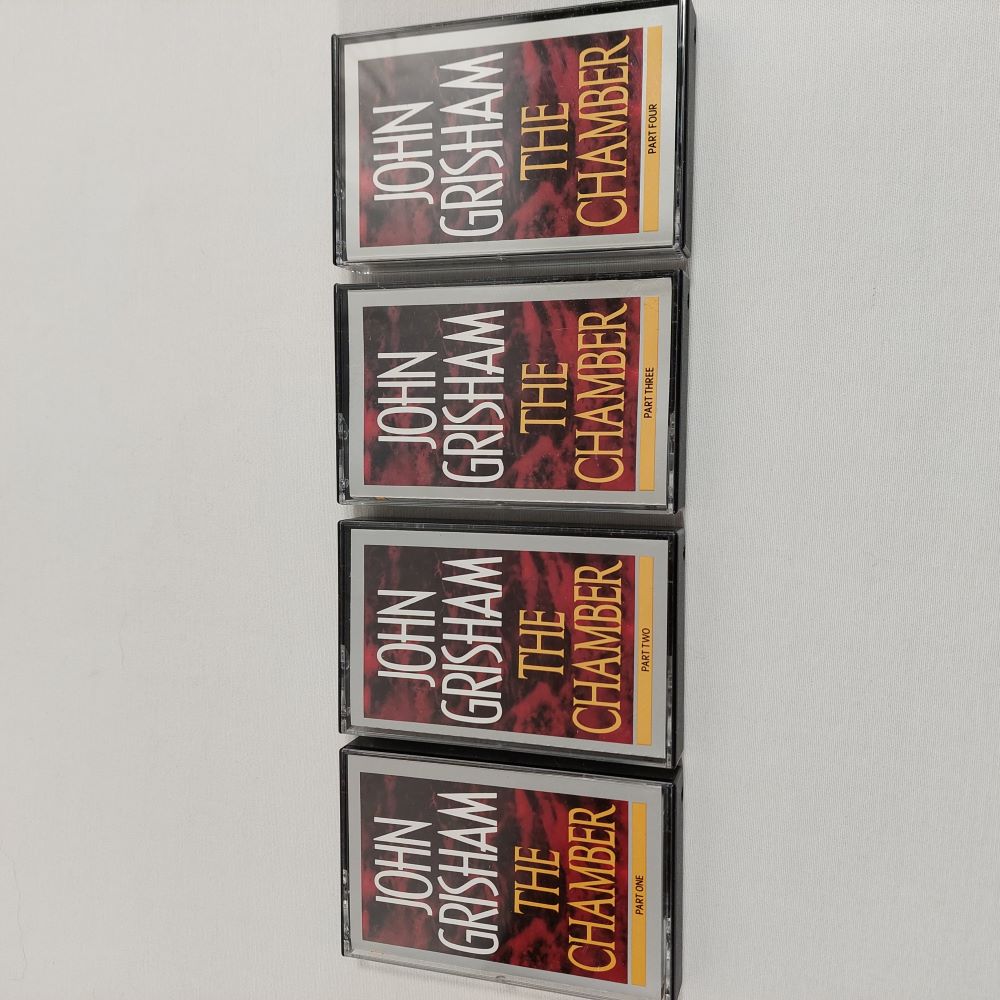 JOHN
GRISHAM
THE
CHAMBER
PART ONE
JOHN
GRISHAM
THE
CHAMBER
PART TWO
JOHN
GRISHAM
THE
CHAMBER
PART THREE
JOHN
GRISHAM
THE
CHAMBER
PART FOUR